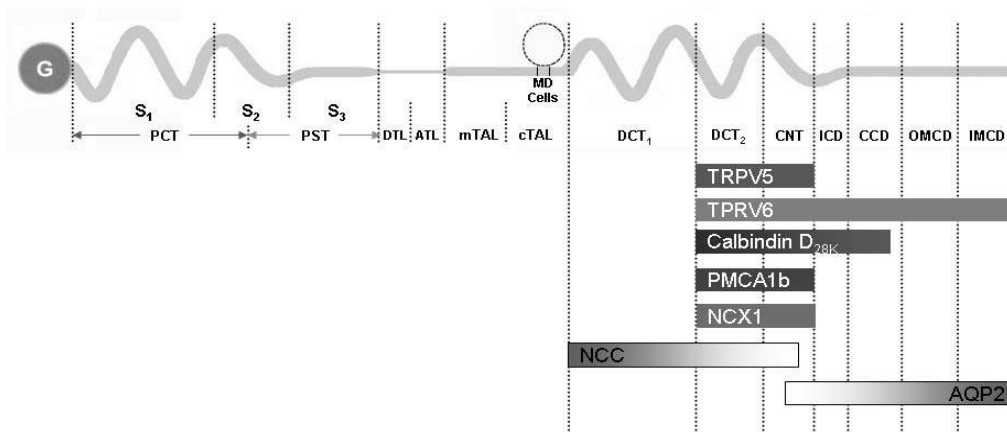 G
MD
Cells
S1 S2 S3
PCT PST DTL ATL mTAL cTAL DCT1 DCT2 CNT ICD CCD OMCD IMCD
TRPV5
TPRV6
Calbindin D28K
PMCA1b
NCX1
NCC
AQP2